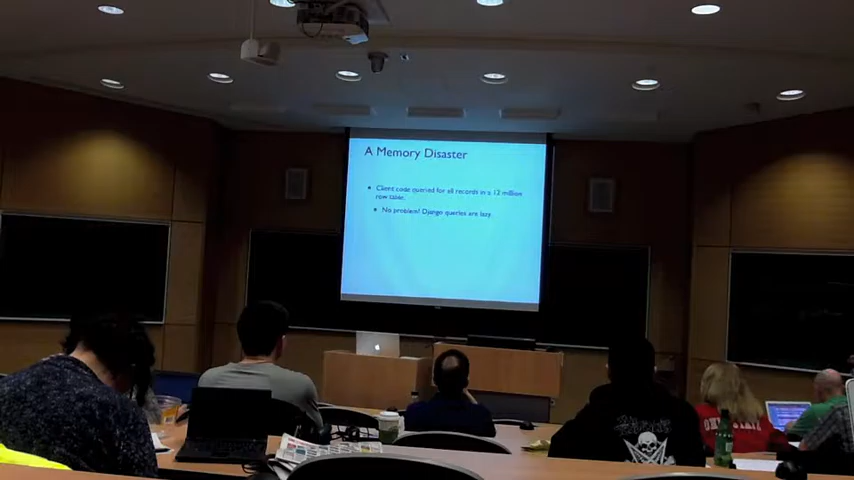 A Memory Disaster
• Client code queried for all records in a 12 million
row table.
• No problem! Django queries are lazy.